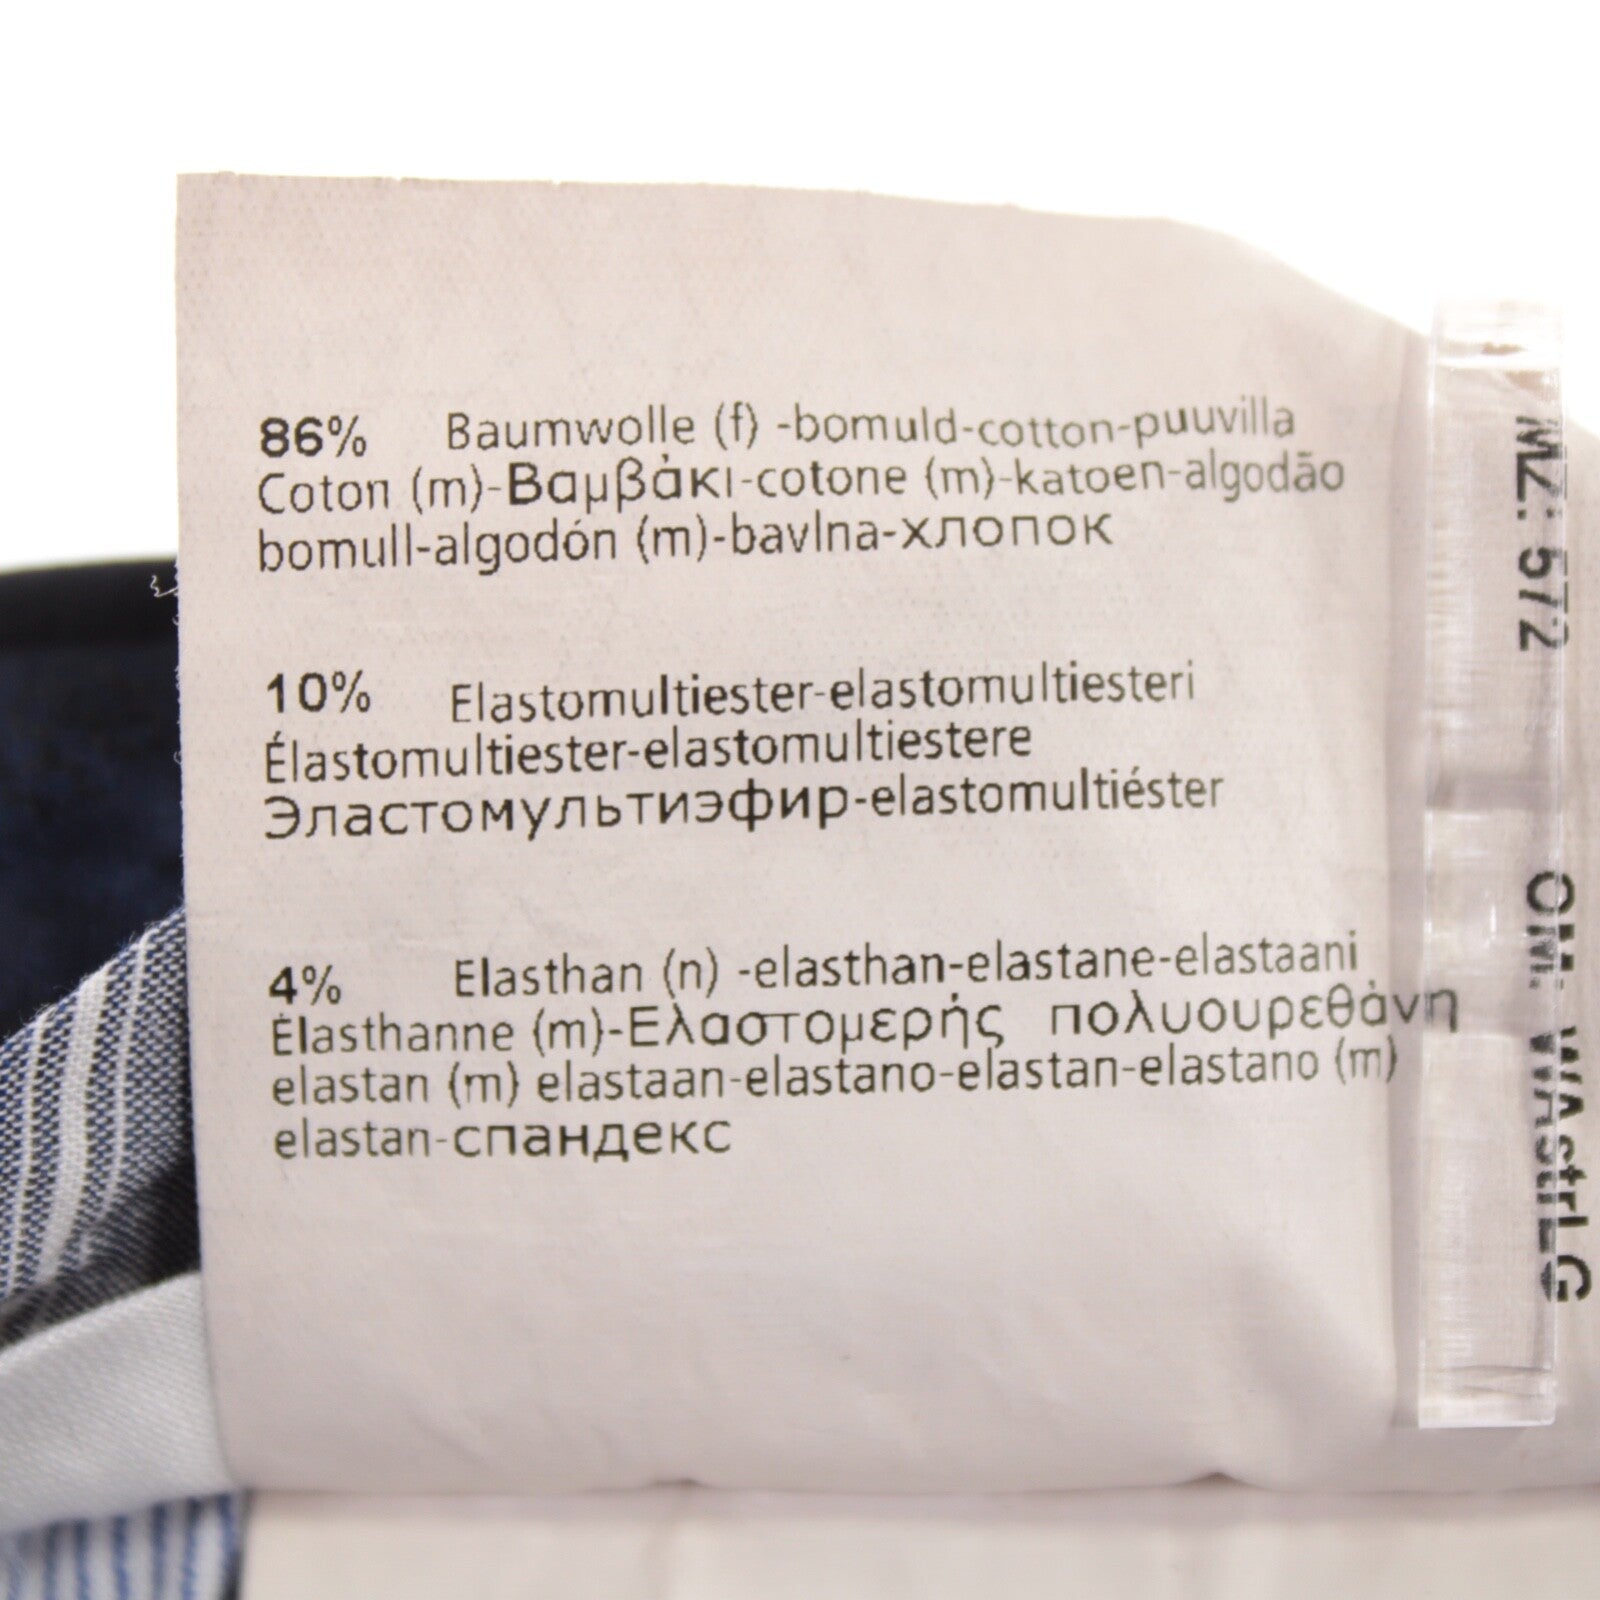 86% Baumwolle (f) -bomuld-cotton-puuvilla
Coton (m)-Βαμβάκι-cotone (m)-katoen-algodão
bomull-algodón (m)-bavlna-хлопок
10% Elastomultiester-elastomultiesteri
Élastomultiester-elastomultiestere
Эластомультиэфир-elastomultiéster
4% Elasthan (n) -elasthan-elastane-elastaani
Élasthanne (m)-Ελαστομερής πολυουρεθάνη
elastan (m) elastaan-elastano-elastan-elastano (m)
elastan-спандекс
MZ: 572